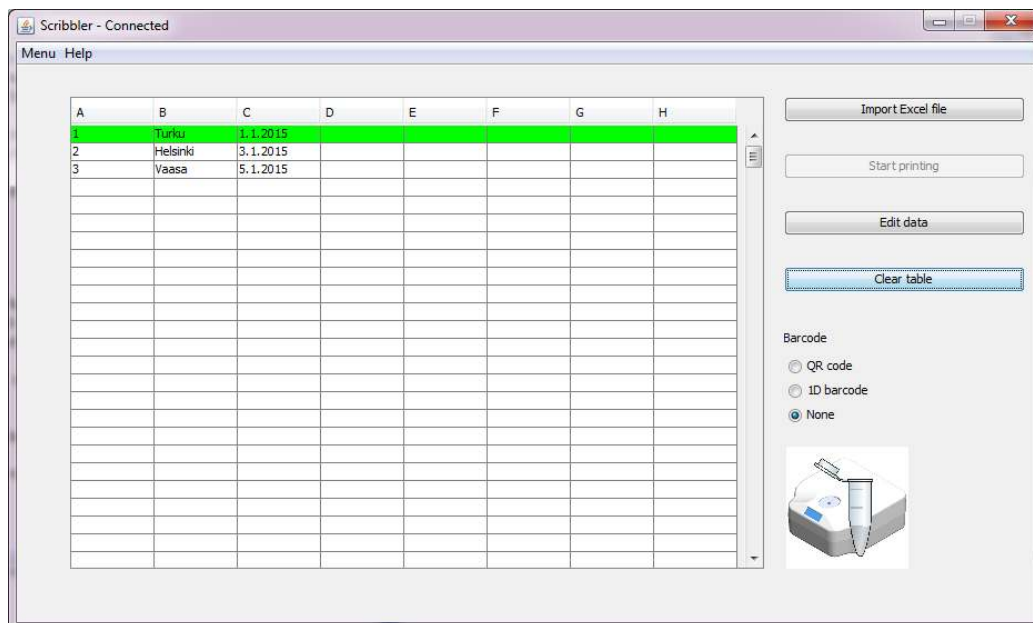 Scribbler - Connected
Menu Help
A B C D E F G H
1 Turku 1.1.2015
2 Helsinki 3.1.2015
3 Vaasa 5.1.2015
Import Excel file
Start printing
Edit data
Clear table
Barcode
QR code
1D barcode
None